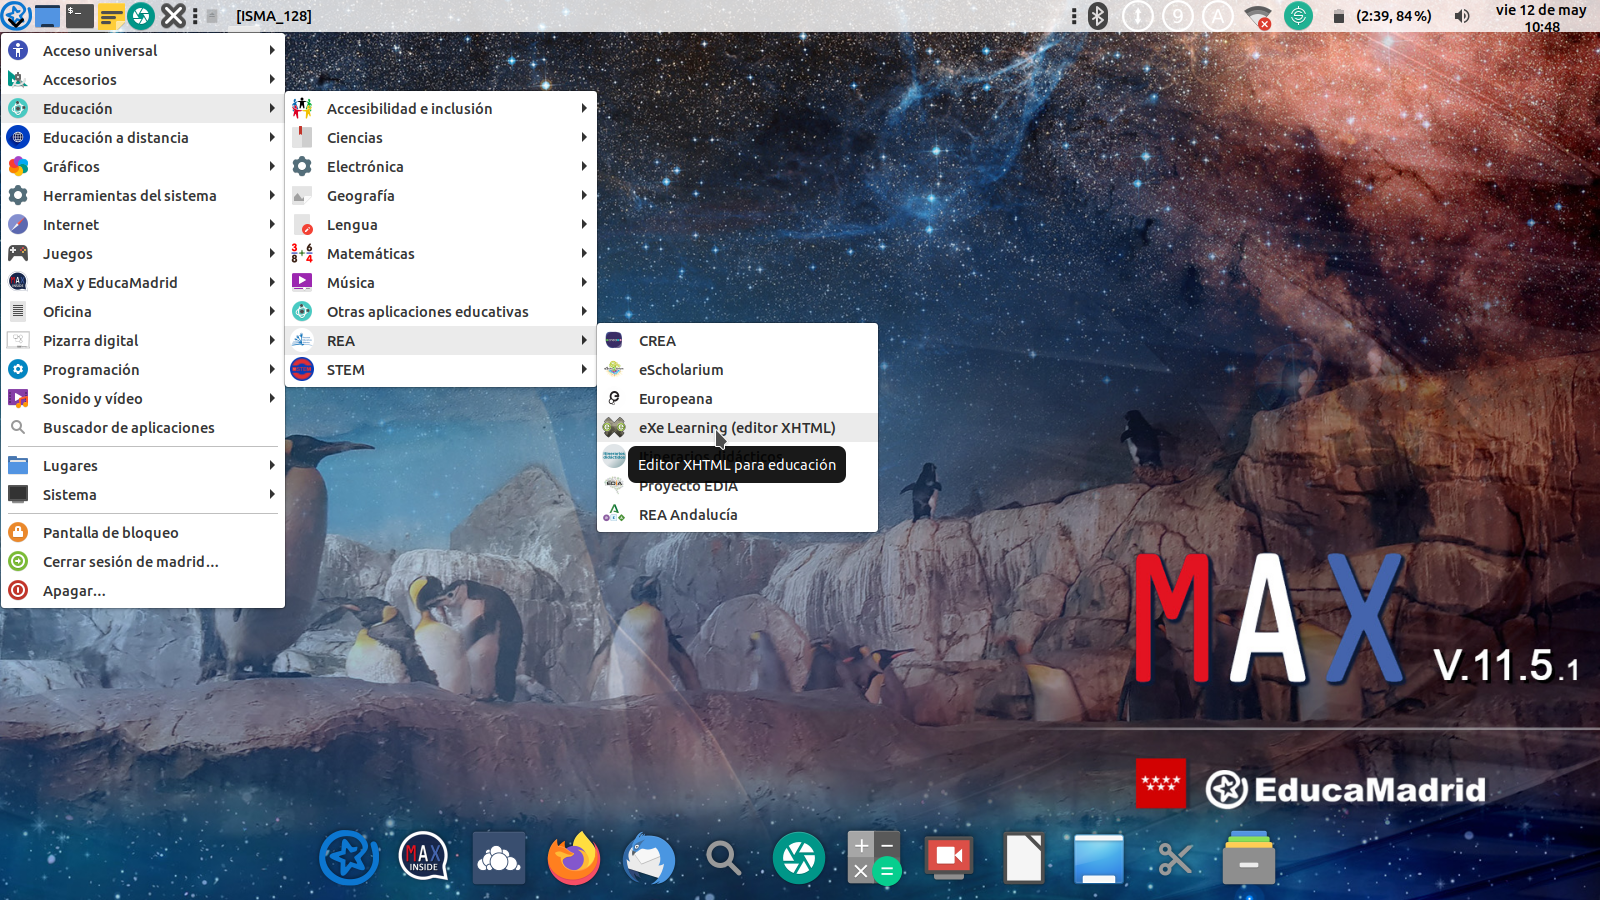 [ISMA_128]
9
A
(2:39, 84%)
vie 12 de may
10:48
Acceso universal
Accesorios
Educación
Educación a distancia
Gráficos
Herramientas del sistema
Internet
Juegos
MaX y EducaMadrid
Oficina
Pizarra digital
Programación
Sonido y vídeo
Buscador de aplicaciones
Lugares
Sistema
Pantalla de bloqueo
Cerrar sesión de madrid...
Apagar...
Accesibilidad e inclusión
Ciencias
Electrónica
Geografía
Lengua
Matemáticas
Música
Otras aplicaciones educativas
REA
STEM
CREA
eScholarium
Europeana
eXe Learning (editor XHTML)
Itinerarios didácticos
Editor XHTML para educación
Proyecto EDIA
REA Andalucía
MAX
V.11.5.1
EducaMadrid
MAX
INSIDE